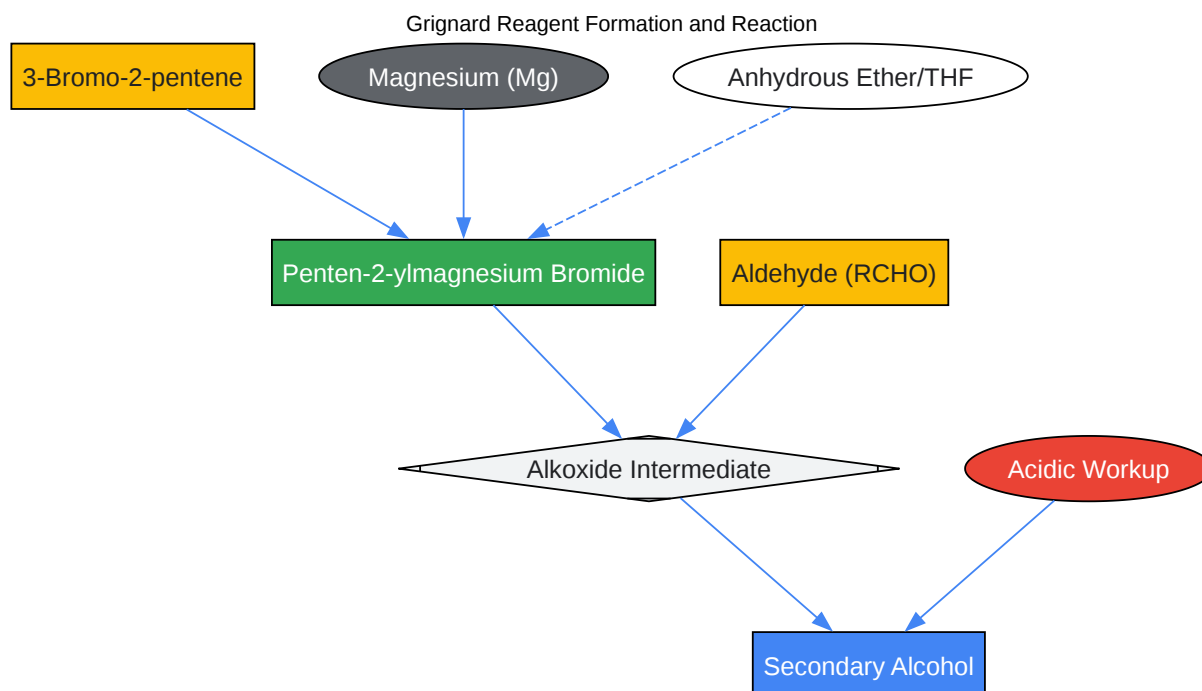 Grignard Reagent Formation and Reaction
3-Bromo-2-pentene
Magnesium (Mg)
Anhydrous Ether/THF
Penten-2-ylmagnesium Bromide
Aldehyde (RCHO)
Alkoxide Intermediate
Acidic Workup
Secondary Alcohol